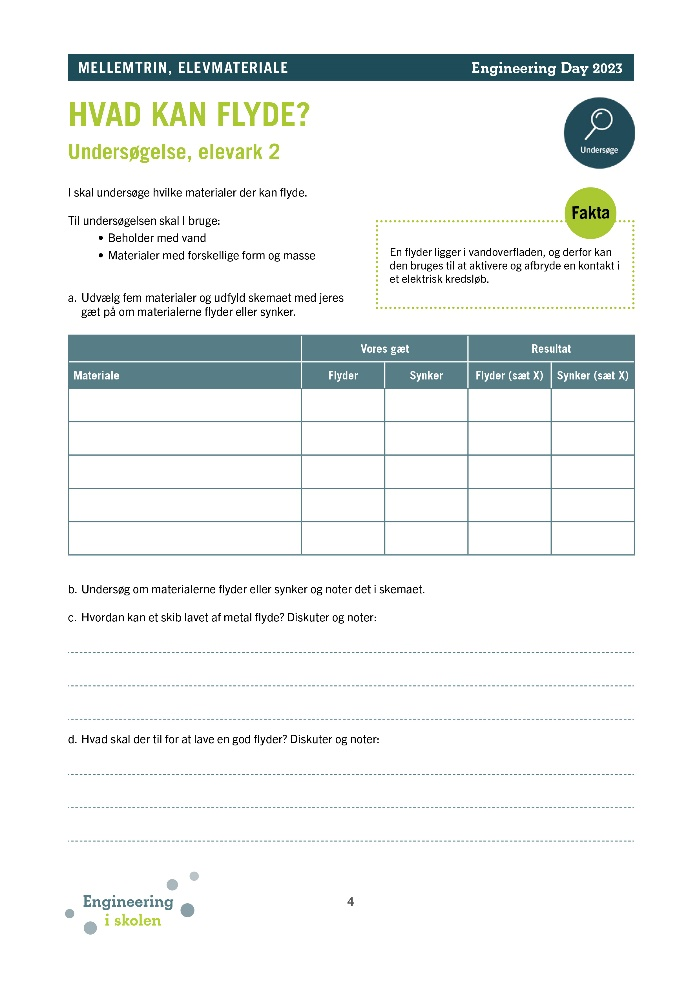 MELLEMTRIN, ELEVMATERIALE
Engineering Day 2023
HVAD KAN FLYDE?
Undersøgelse, elevark 2
Undersøge
I skal undersøge hvilke materialer der kan flyde.
Til undersøgelsen skal I bruge:
• Beholder med vand
• Materialer med forskellige form og masse
Fakta
En flyder ligger i vandoverfladen, og derfor kan
den bruges til at aktivere og afbryde en kontakt i
et elektrisk kredsløb.
a. Udvælg fem materialer og udfyld skemaet med jeres
gæt på om materialerne flyder eller synker.
Vores gæt Resultat
Materiale Flyder Synker Flyder (sæt X) Synker (sæt X)
b. Undersøg om materialerne flyder eller synker og noter det i skemaet.
c. Hvordan kan et skib lavet af metal flyde? Diskuter og noter:
d. Hvad skal der til for at lave en god flyder? Diskuter og noter:
Engineering
i skolen
4